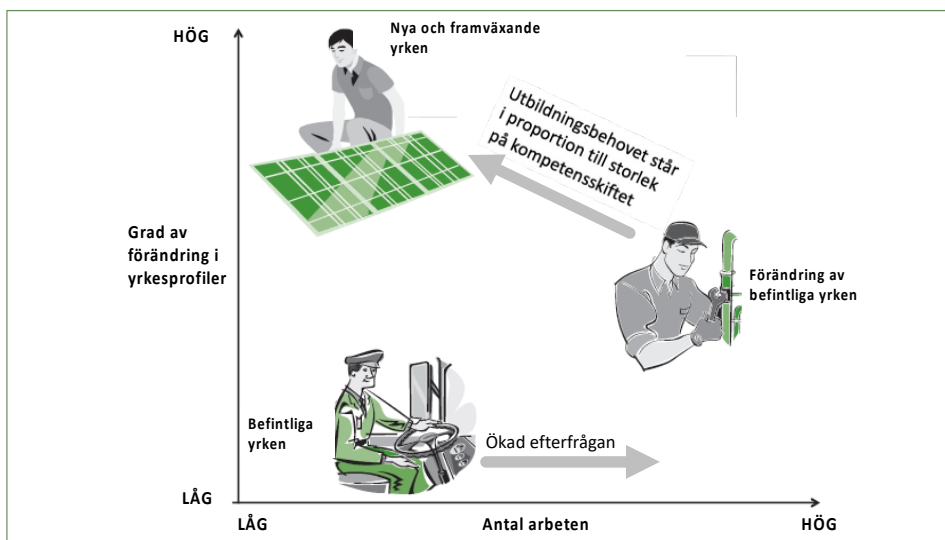 HÖG
Nya och framväxande
yrken
Utbildningsbehovet står
i proportion till storlek
på kompetensskiftet
Grad av
förändring i
yrkesprofiler
Förändring av
befintliga yrken
Befintliga
yrken
Ökad efterfrågan
LÅG
LÅG
Antal arbeten
HÖG